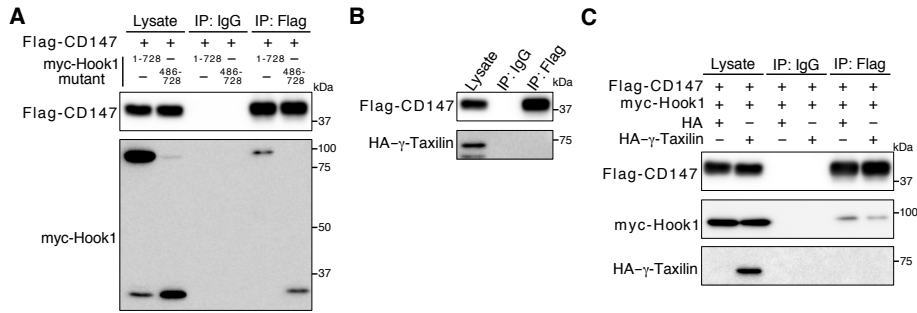 A
Lysate IP: IgG IP: Flag
Flag-CD147 + + + + + +
myc-Hook1 mutant
1-728 – 1-728 – 1-728 –
– 486-728 – 486-728 – 486-728
kDa
Flag-CD147
37
100
75
50
myc-Hook1
37
B
Lysate
IP: IgG
IP: Flag
kDa
Flag-CD147
37
HA-γ-Taxilin
75
C
Lysate IP: IgG IP: Flag
Flag-CD147 + + + + + +
myc-Hook1 + + + + + +
HA + – + – + –
HA-γ-Taxilin – + – + – +
kDa
Flag-CD147
37
100
myc-Hook1
75
HA-γ-Taxilin